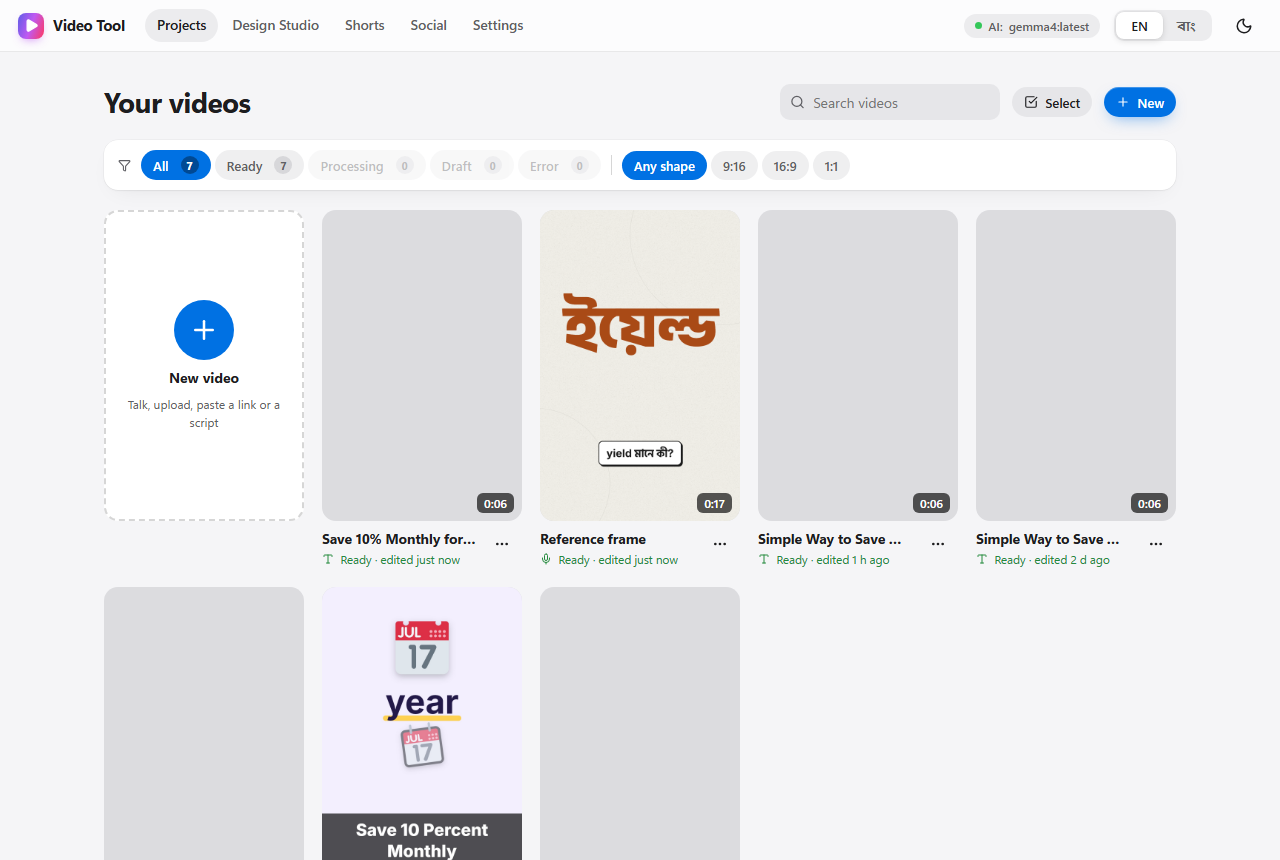 Video Tool
Projects
Design Studio
Shorts
Social
Settings
AI: gemma4:latest
EN
বাং
Your videos
Search videos
Select
New
All 7
Ready 7
Processing 0
Draft 0
Error 0
Any shape
9:16
16:9
1:1
New video
Talk, upload, paste a link or a
script
0:06
ইয়েল্ড
yield মানে কী?
0:17
0:06
0:06
Save 10% Monthly for...
Ready · edited just now
Reference frame
Ready · edited just now
Simple Way to Save ...
Ready · edited 1 h ago
Simple Way to Save ...
Ready · edited 2 d ago
JUL
17
year
JUL
17
Save 10 Percent
Monthly